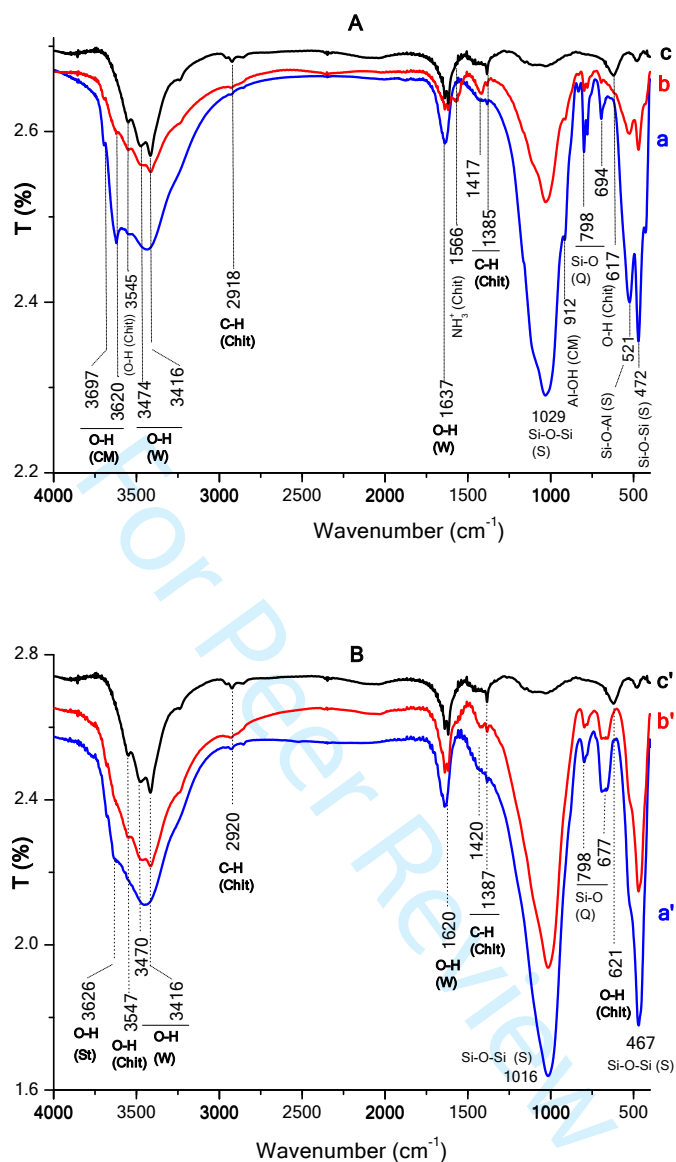 A
c
b
a
T (%)
2.6
2.4
2.2
3697
3620
3545
(O-H (Chit))
3474
3416
O-H
(CM)
O-H
(W)
2918
C-H
(Chit)
1637
O-H
(W)
1566
NH3+ (Chit)
1417
1385
C-H
(Chit)
1029
Si-O-Si
(S)
912
Al-OH (CM)
798
Si-O
(Q)
694
617
O-H (Chit)
521
Si-O-Al (S)
472
Si-O-Si (S)
4000 3500 3000 2500 2000 1500 1000 500
Wavenumber (cm-1)
B
c'
b'
a'
T (%)
2.8
2.4
2.0
1.6
3626
O-H
(St)
3547
O-H
(Chit)
3470
3416
O-H
(W)
2920
C-H
(Chit)
1620
O-H
(W)
1420
1387
C-H
(Chit)
Si-O-Si (S)
1016
798
Si-O
(Q)
677
621
O-H
(Chit)
467
Si-O-Si (S)
4000 3500 3000 2500 2000 1500 1000 500
Wavenumber (cm-1)
For Peer Review